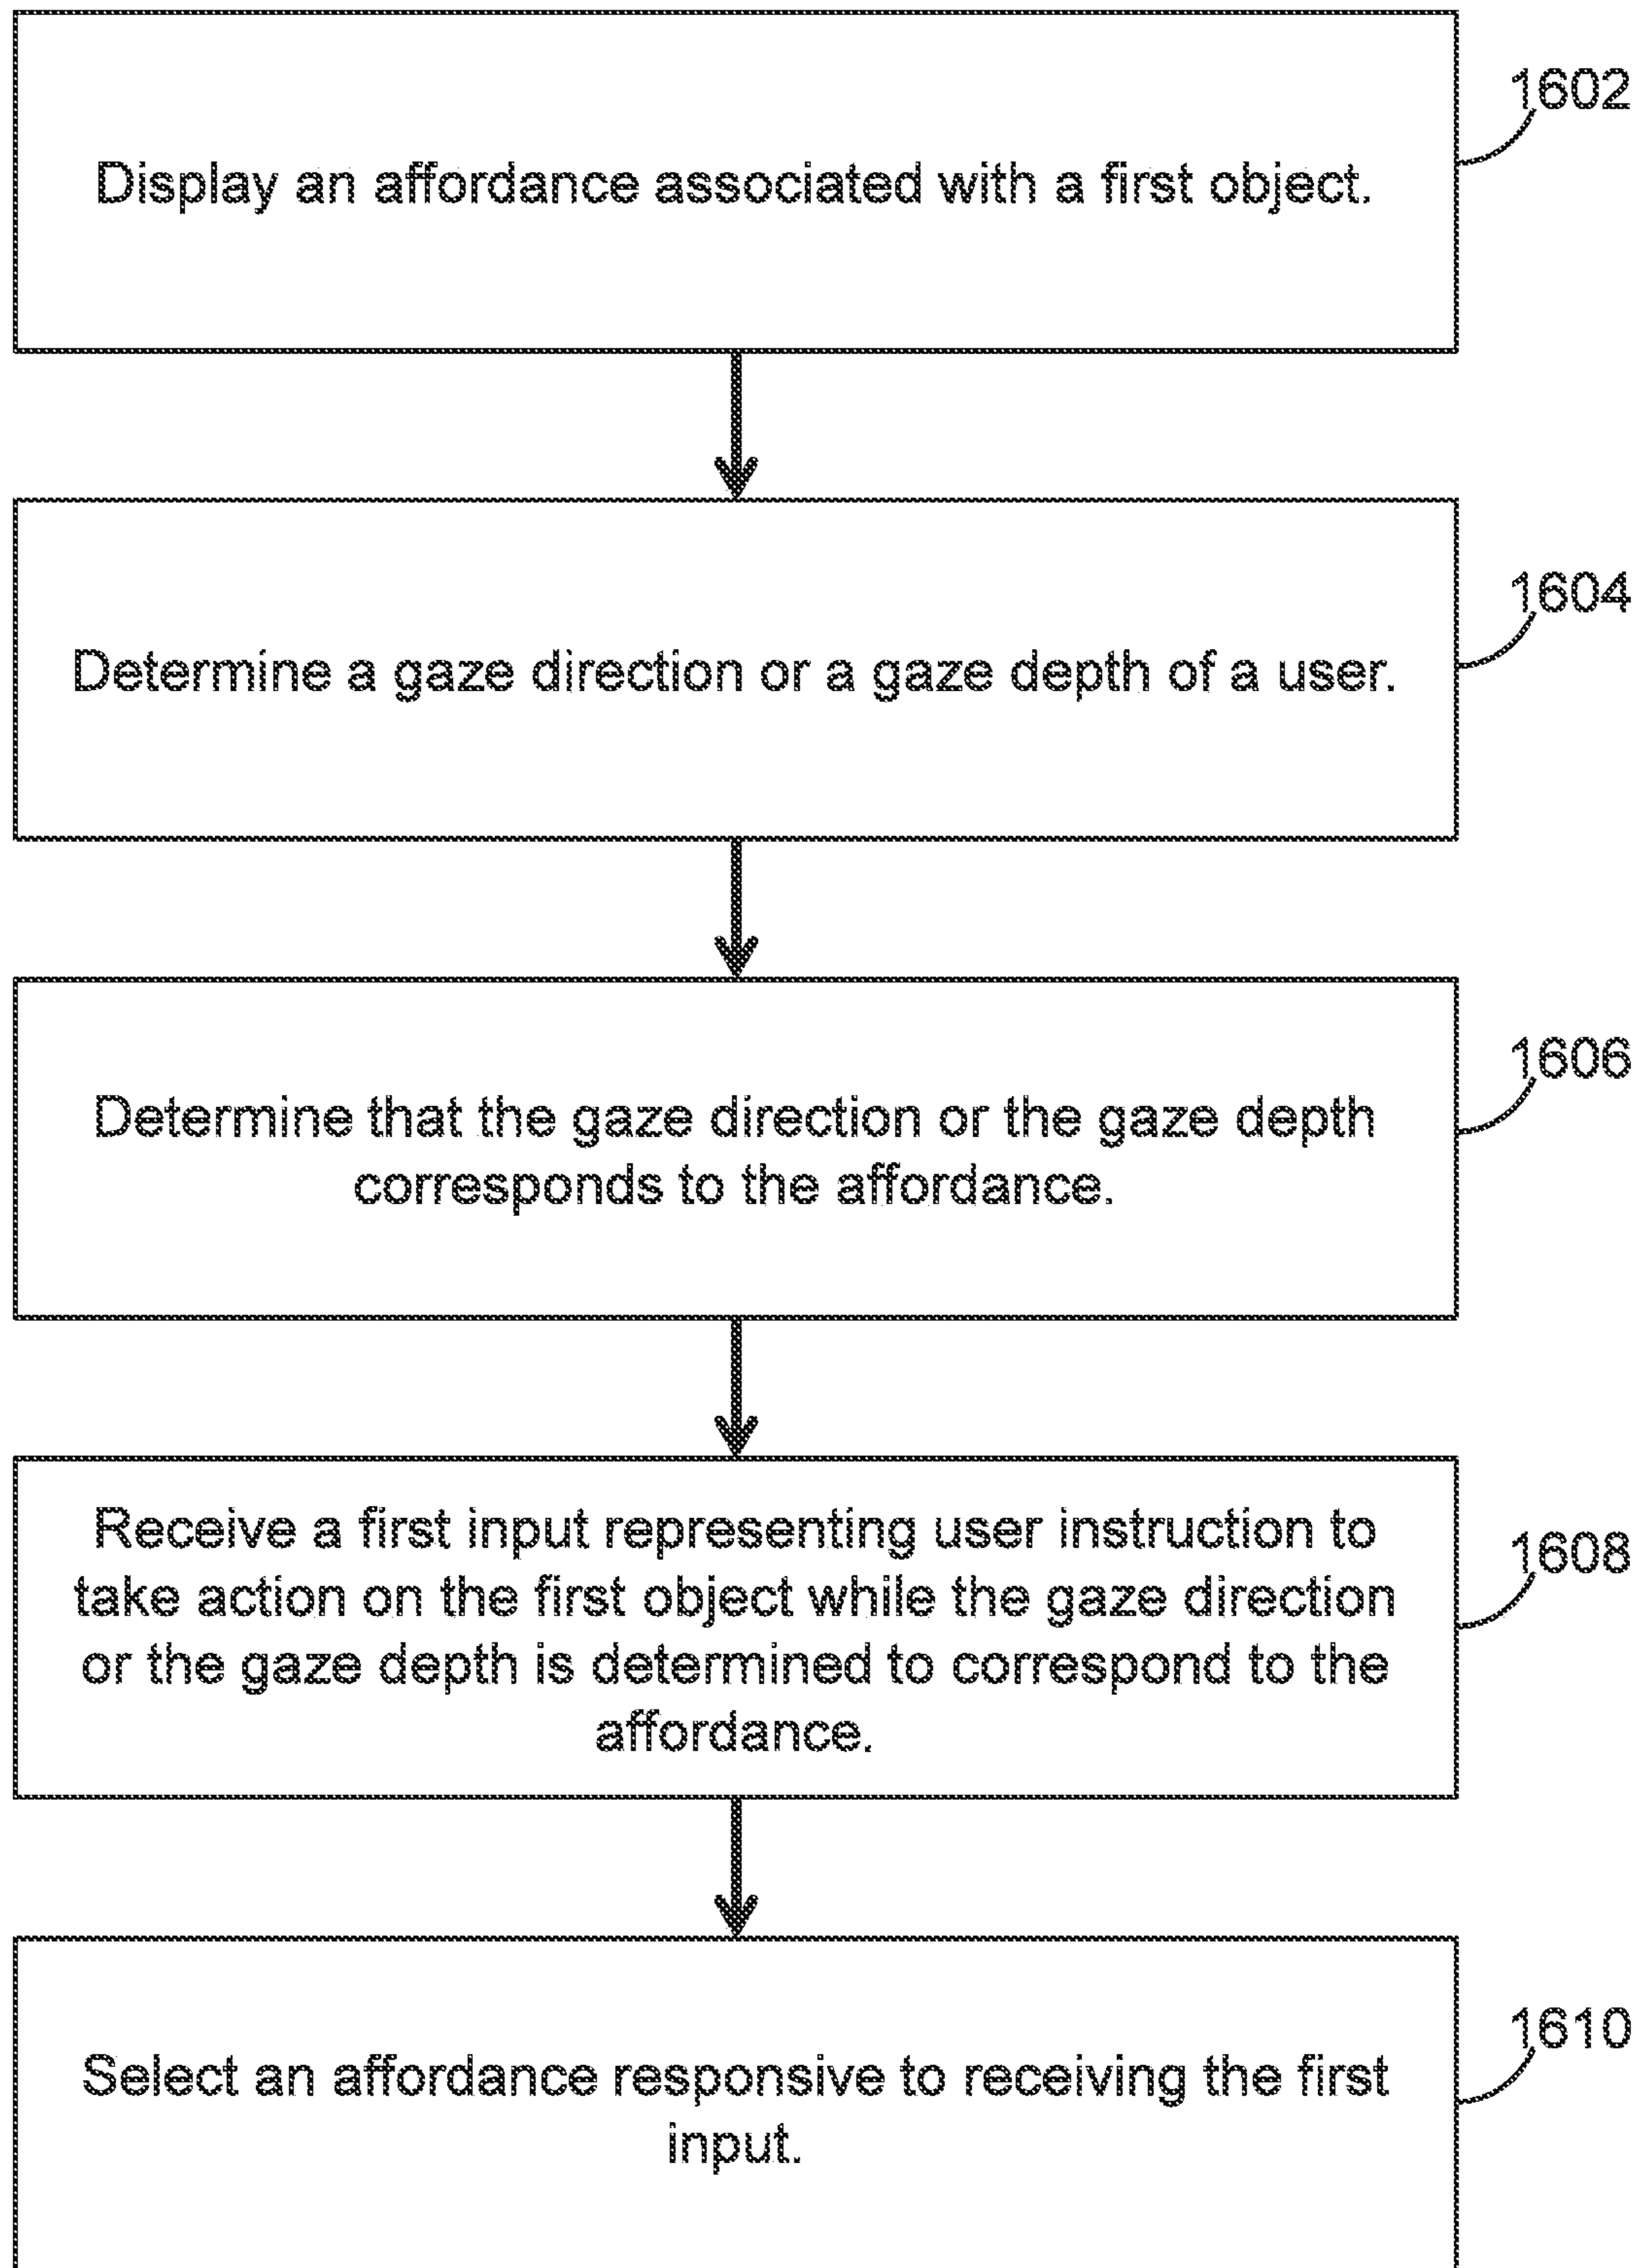 1602
Display an affordance associated with a first object.
1604
Determine a gaze direction or a gaze depth of a user.
1606
Determine that the gaze direction or the gaze depth
corresponds to the affordance.
1608
Receive a first input representing user instruction to
take action on the first object while the gaze direction
or the gaze depth is determined to correspond to the
affordance.
1610
Select an affordance responsive to receiving the first
input.